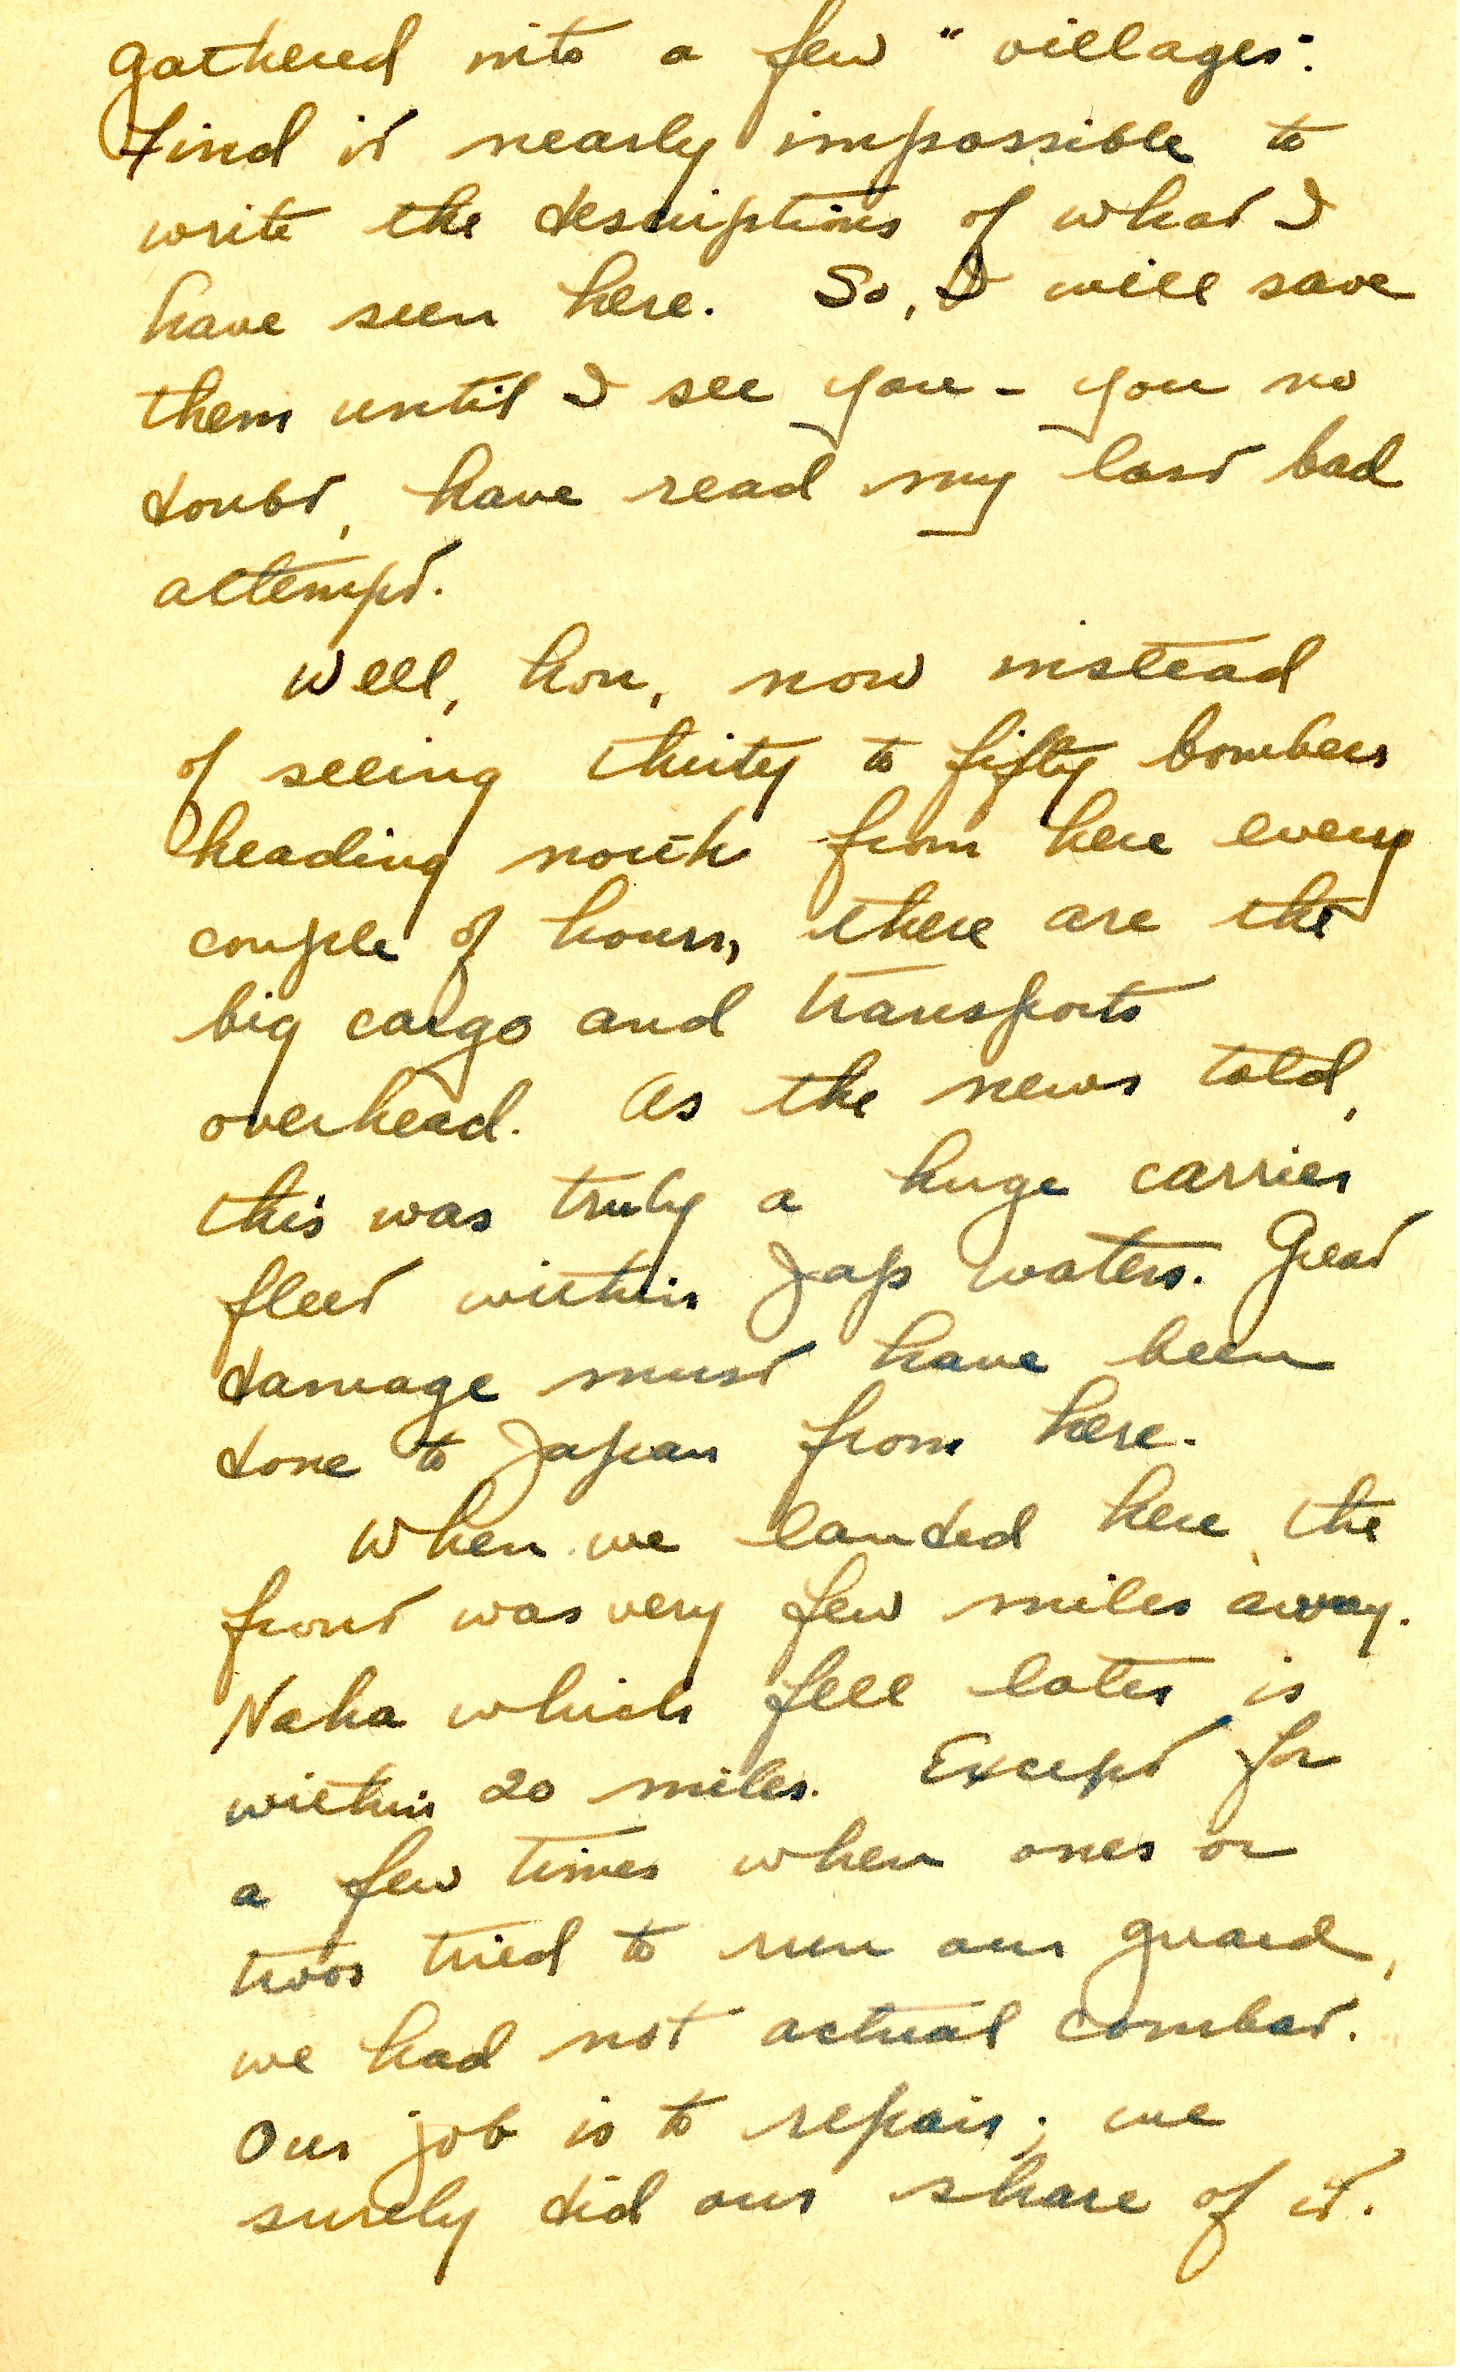 gathered into a few "villages".
Find it nearly impossible to
write the descriptions of what I
have seen here. So, I will save
them until I see you - you no
doubt, have read my last bad
attempt.
Well, hon, now instead
of seeing thirty to fifty bombers
heading north from here every
couple of hours, there are the
big cargo and transports
overhead. As the news told,
this was truly a huge carrier
fleet within Jap waters. Great
damage must have been
done to Japan from here.
When we landed here, the
front was very few miles away.
Naha which fell later is
within 20 miles. Except for
a few times when ones or
twos tried to run our guard,
we had not actual combat.
Our job is to repair; we
surely did our share of it.